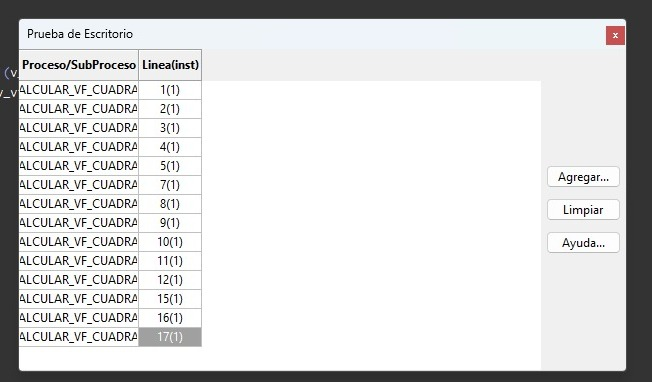 Prueba de Escritorio
x
Proceso/SubProceso Linea(inst)
ALCULAR_VF_CUADRA 1(1)
ALCULAR_VF_CUADRA 2(1)
ALCULAR_VF_CUADRA 3(1)
ALCULAR_VF_CUADRA 4(1)
ALCULAR_VF_CUADRA 5(1)
ALCULAR_VF_CUADRA 7(1)
ALCULAR_VF_CUADRA 8(1)
ALCULAR_VF_CUADRA 9(1)
ALCULAR_VF_CUADRA 10(1)
ALCULAR_VF_CUADRA 11(1)
ALCULAR_VF_CUADRA 12(1)
ALCULAR_VF_CUADRA 15(1)
ALCULAR_VF_CUADRA 16(1)
ALCULAR_VF_CUADRA 17(1)
(v_
v_v
Agregar...
Limpiar
Ayuda...